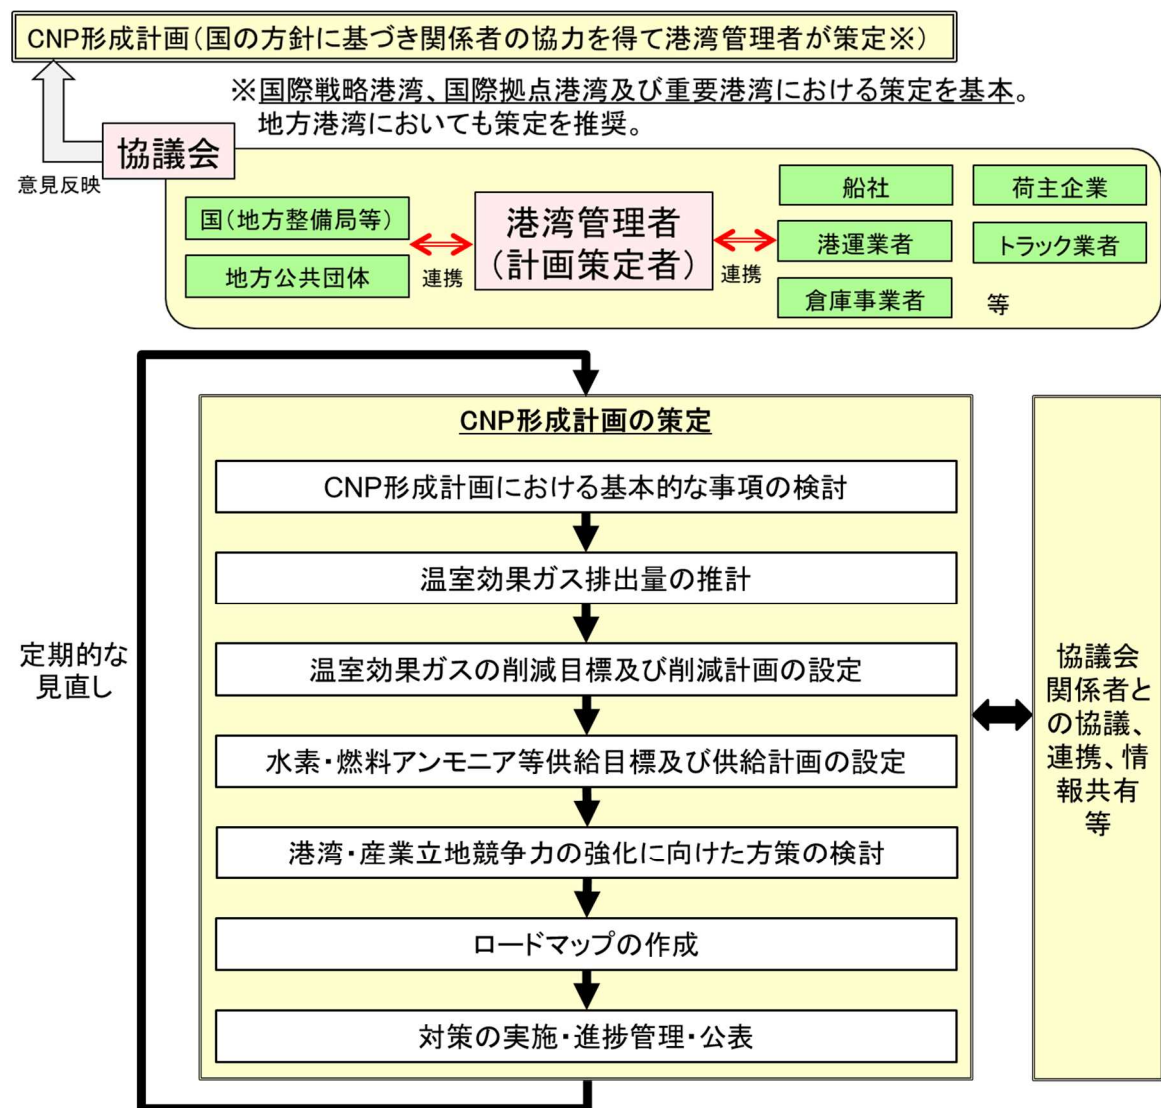 CNP形成計画(国の方針に基づき関係者の協力を得て港湾管理者が策定※)
※国際戦略港湾、国際拠点港湾及び重要港湾における策定を基本。
地方港湾においても策定を推奨。
協議会
意見反映
国(地方整備局等)
地方公共団体
連携
港湾管理者
(計画策定者)
連携
船社
荷主企業
港運業者
トラック業者
倉庫事業者
等
CNP形成計画の策定
CNP形成計画における基本的な事項の検討
温室効果ガス排出量の推計
温室効果ガスの削減目標及び削減計画の設定
水素・燃料アンモニア等供給目標及び供給計画の設定
港湾・産業立地競争力の強化に向けた方策の検討
ロードマップの作成
対策の実施・進捗管理・公表
定期的な
見直し
協議会
関係者と
の協議、
連携、情
報共有
等